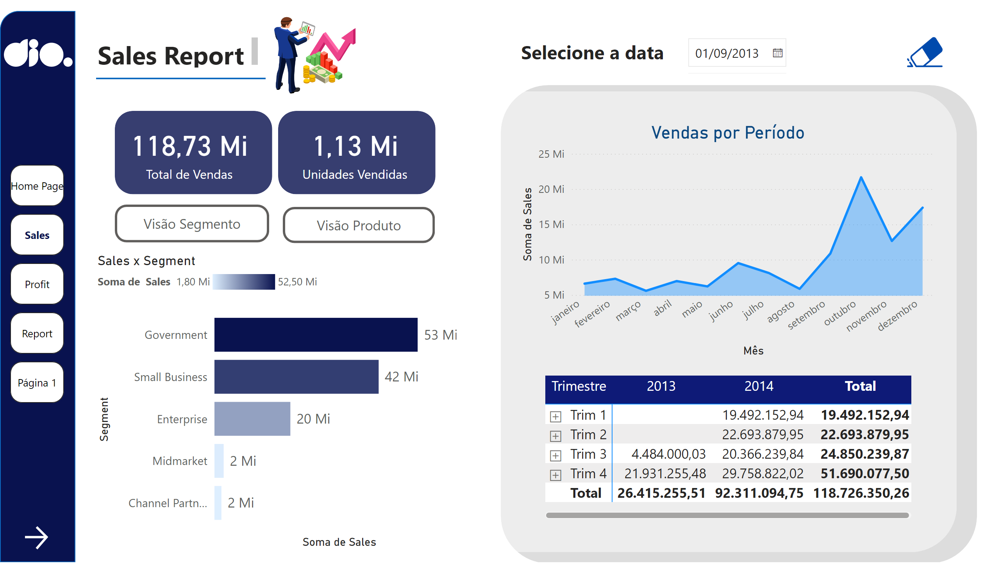 dio.
Home Page
Sales
Profit
Report
Página 1
Sales Report
118,73 Mi
Total de Vendas
1,13 Mi
Unidades Vendidas
Visão Segmento
Visão Produto
Sales x Segment
Soma de Sales 1,80 Mi 52,50 Mi
Segment
Government 53 Mi
Small Business 42 Mi
Enterprise 20 Mi
Midmarket 2 Mi
Channel Partn... 2 Mi
Soma de Sales
Selecione a data 01/09/2013
Vendas por Período
Soma de Sales
25 Mi
20 Mi
15 Mi
10 Mi
5 Mi
janeiro fevereiro março abril maio junho julho agosto setembro outubro novembro dezembro
Mês
Trimestre 2013 2014 Total
Trim 1 19.492.152,94 19.492.152,94
Trim 2 22.693.879,95 22.693.879,95
Trim 3 4.484.000,03 20.366.239,84 24.850.239,87
Trim 4 21.931.255,48 29.758.822,02 51.690.077,50
Total 26.415.255,51 92.311.094,75 118.726.350,26